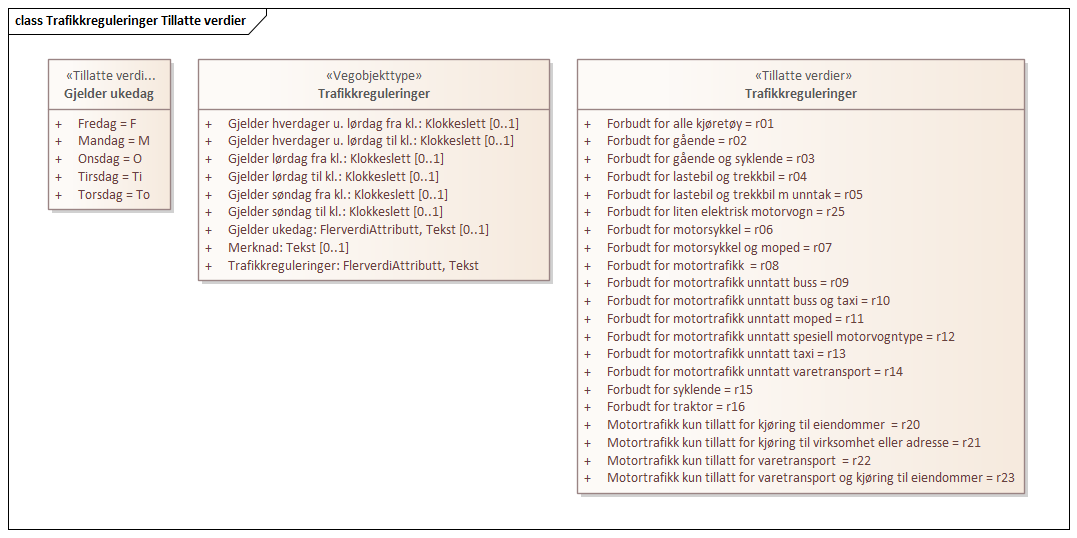 class Trafikkreguleringer Tillatte verdier
«Tillatte verdi...
Gjelder ukedag
+ Fredag = F
+ Mandag = M
+ Onsdag = O
+ Tirsdag = Ti
+ Torsdag = To
«Vegobjekttype»
Trafikkreguleringer
+ Gjelder hverdager u. lørdag fra kl.: Klokkeslett [0..1]
+ Gjelder hverdager u. lørdag til kl.: Klokkeslett [0..1]
+ Gjelder lørdag fra kl.: Klokkeslett [0..1]
+ Gjelder lørdag til kl.: Klokkeslett [0..1]
+ Gjelder søndag fra kl.: Klokkeslett [0..1]
+ Gjelder søndag til kl.: Klokkeslett [0..1]
+ Gjelder ukedag: FlerverdiAttributt, Tekst [0..1]
+ Merknad: Tekst [0..1]
+ Trafikkreguleringer: FlerverdiAttributt, Tekst
«Tillatte verdier»
Trafikkreguleringer
+ Forbudt for alle kjøretøy = r01
+ Forbudt for gående = r02
+ Forbudt for gående og syklende = r03
+ Forbudt for lastebil og trekkbil = r04
+ Forbudt for lastebil og trekkbil m unntak = r05
+ Forbudt for liten elektrisk motorvogn = r25
+ Forbudt for motorsykkel = r06
+ Forbudt for motorsykkel og moped = r07
+ Forbudt for motortrafikk = r08
+ Forbudt for motortrafikk unntatt buss = r09
+ Forbudt for motortrafikk unntatt buss og taxi = r10
+ Forbudt for motortrafikk unntatt moped = r11
+ Forbudt for motortrafikk unntatt spesiell motorvogntype = r12
+ Forbudt for motortrafikk unntatt taxi = r13
+ Forbudt for motortrafikk unntatt varetransport = r14
+ Forbudt for syklende = r15
+ Forbudt for traktor = r16
+ Motortrafikk kun tillatt for kjøring til eiendommer = r20
+ Motortrafikk kun tillatt for kjøring til virksomhet eller adresse = r21
+ Motortrafikk kun tillatt for varetransport = r22
+ Motortrafikk kun tillatt for varetransport og kjøring til eiendommer = r23